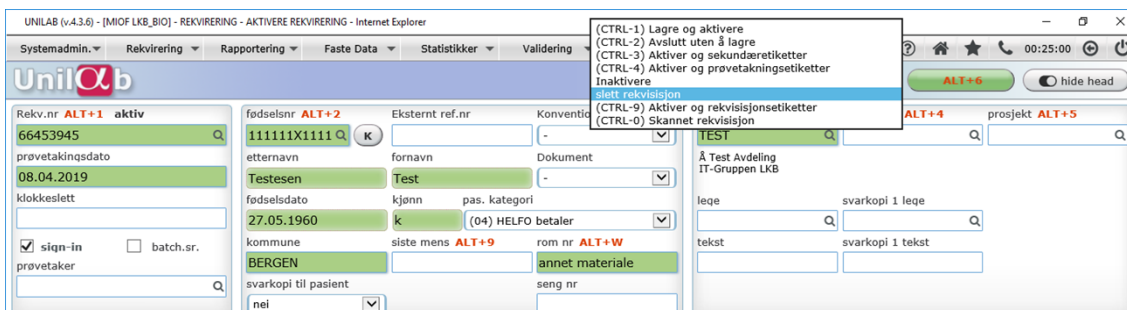 UNILAB (v.4.3.6) - [MIOF LKB_BIO] - REKVIRERING - AKTIVERE REKVIRERING - Internet Explorer
Systemadmin. Rekvirering Rapportering Faste Data Statistikker Validering 00:25:00
(CTRL-1) Lagre og aktivere
(CTRL-2) Avslutt uten å lagre
(CTRL-3) Aktiver og sekundæretiketter
(CTRL-4) Aktiver og prøvetakningsetiketter
Inaktivere
slett rekvisisjon
(CTRL-9) Aktiver og rekvisisjonsetiketter
(CTRL-0) Skannet rekvisisjon
Unilαb ALT+6 hide head
Rekv.nr ALT+1 aktiv
66453945
prøvetakingsdato
08.04.2019
klokkeslett
sign-in batch.sr.
prøvetaker
fødselsnr ALT+2 Eksternt ref.nr
111111X1111 K -
etternavn fornavn Dokument
Testesen Test -
fødselsdato kjønn pas. kategori
27.05.1960 k (04) HELFO betaler
kommune siste mens ALT+9 rom nr ALT+W
BERGEN annet materiale
svarkopi til pasient seng nr
nei
ALT+4 prosjekt ALT+5
TEST
Å Test Avdeling
IT-Gruppen LKB
lege svarkopi 1 lege
tekst svarkopi 1 tekst